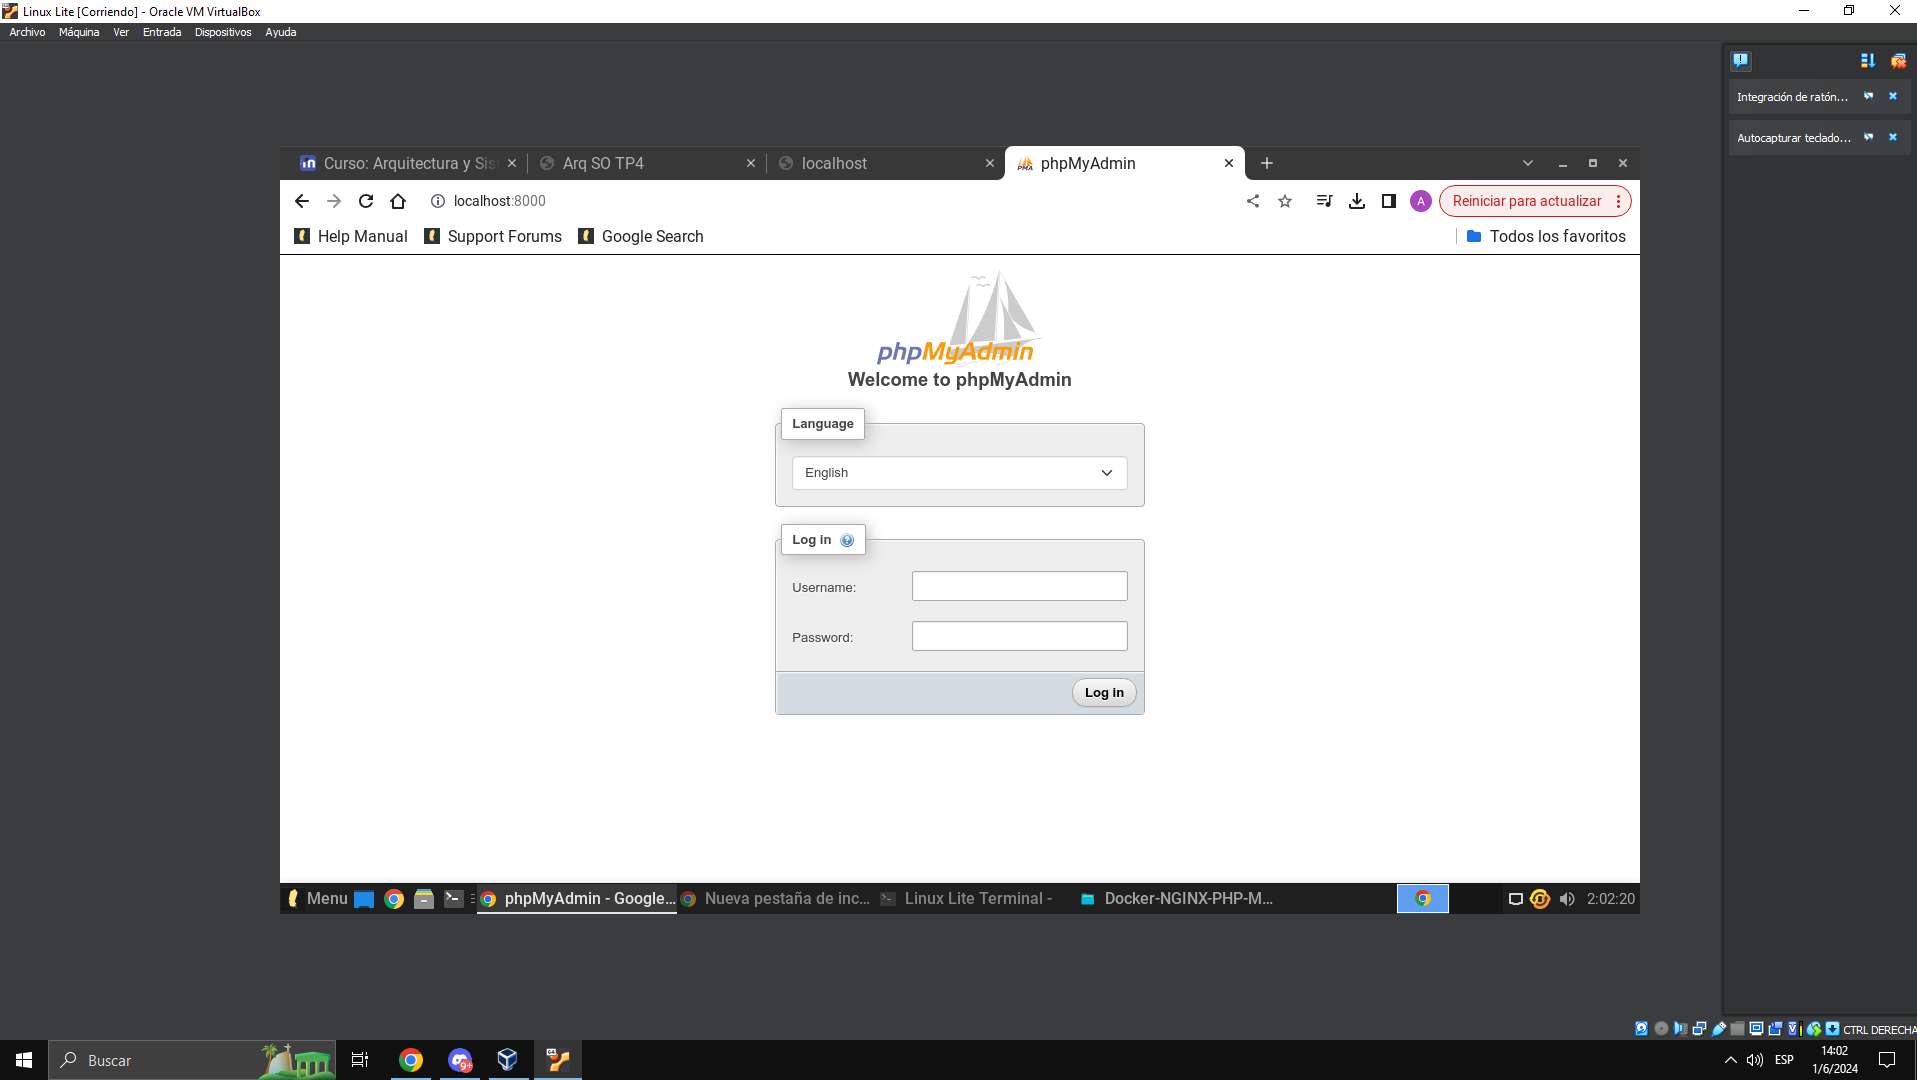 Linux Lite [Corriendo] - Oracle VM VirtualBox
Archivo Máquina Ver Entrada Dispositivos Ayuda
Integración de ratón...
Autocapturar teclado...
Curso: Arquitectura y Sis
Arq SO TP4
localhost
phpMyAdmin
localhost:8000
A
Reiniciar para actualizar
Help Manual
Support Forums
Google Search
Todos los favoritos
phpMyAdmin
Welcome to phpMyAdmin
Language
English
Log in
Username:
Password:
Log in
Menu
phpMyAdmin - Google...
Nueva pestaña de inc...
Linux Lite Terminal -
Docker-NGINX-PHP-M...
2:02:20
CTRL DERECHA
Buscar
9+
64
ESP
14:02
1/6/2024